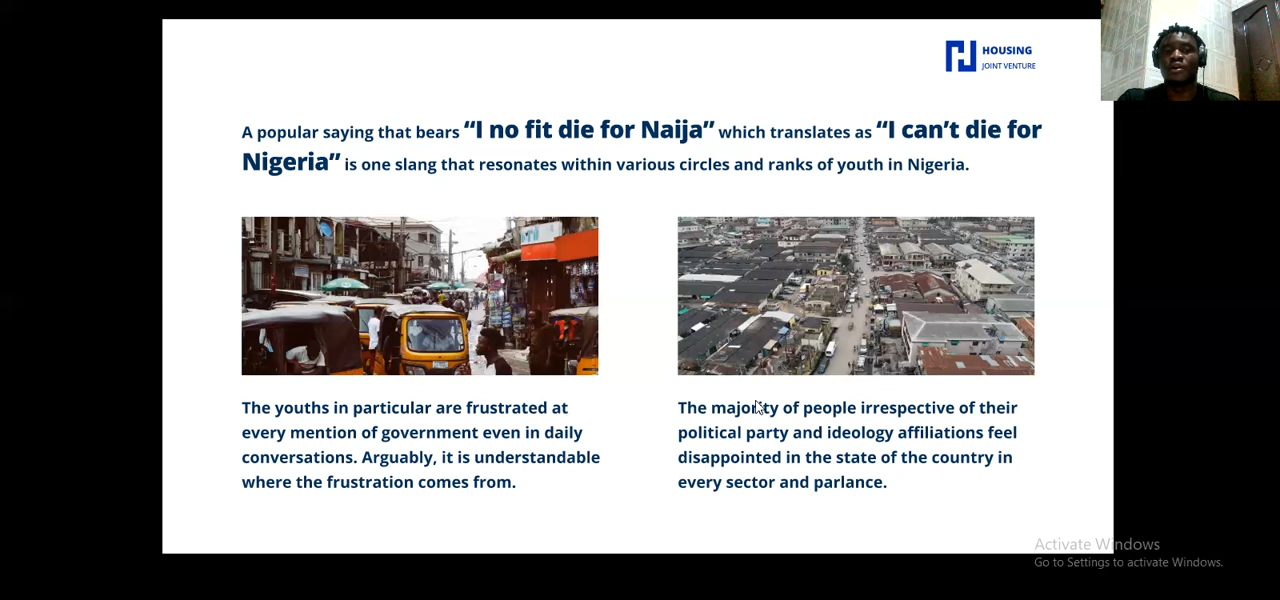 HOUSING
JOINT VENTURE
A popular saying that bears “I no fit die for Naija” which translates as “I can’t die for
Nigeria” is one slang that resonates within various circles and ranks of youth in Nigeria.
The youths in particular are frustrated at
every mention of government even in daily
conversations. Arguably, it is understandable
where the frustration comes from.
The majority of people irrespective of their
political party and ideology affiliations feel
disappointed in the state of the country in
every sector and parlance.
Activate Windows
Go to Settings to activate Windows.